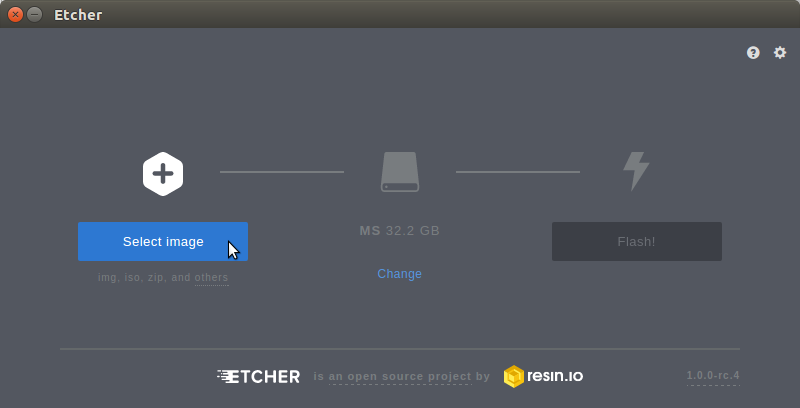 Etcher
Select image
MS 32.2 GB
Flash!
img, iso, zip, and others
Change
ETCHER is an open source project by resin.io
1.0.0-rc.4